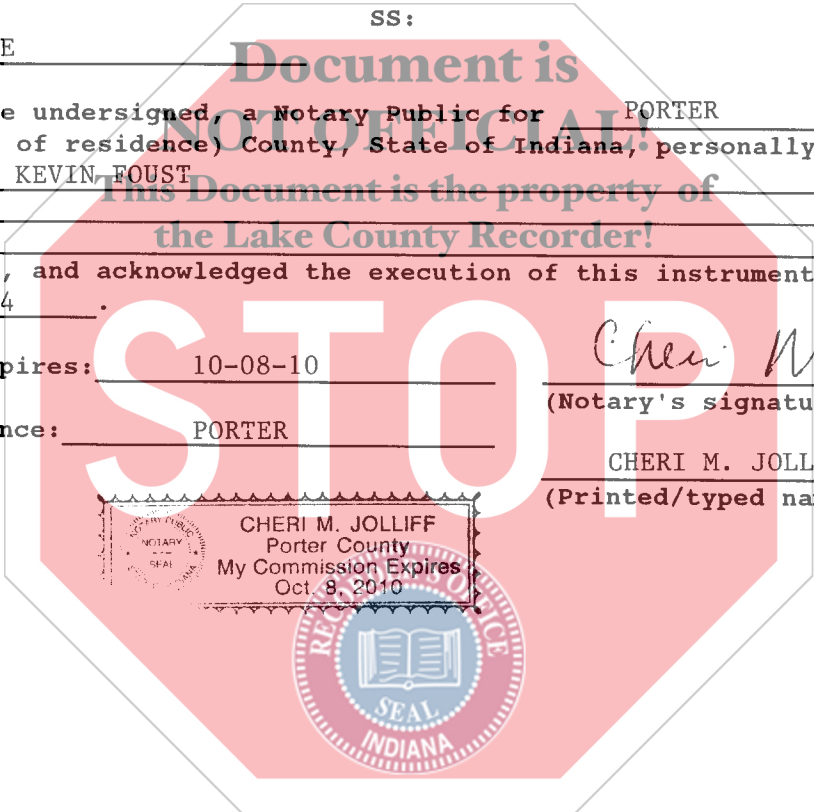 SS:
E
Document is
e undersigned, a Notary Public for PORTER
NOT OFFICIAL!
of residence) County, State of Indiana, personally
KEVIN FOUST
This Document is the property of
the Lake County Recorder!
, and acknowledged the execution of this instrument
4 .
STOP
pires: 10-08-10
Cheri M
(Notary's signatu
nce: PORTER
CHERI M. JOLL
(Printed/typed na
NOTARY PUBLIC
NOTARY
SEAL
INDIANA
CHERI M. JOLLIFF
Porter County
My Commission Expires
Oct. 8, 2010
RECORDER'S OFFICE
SEAL
INDIANA